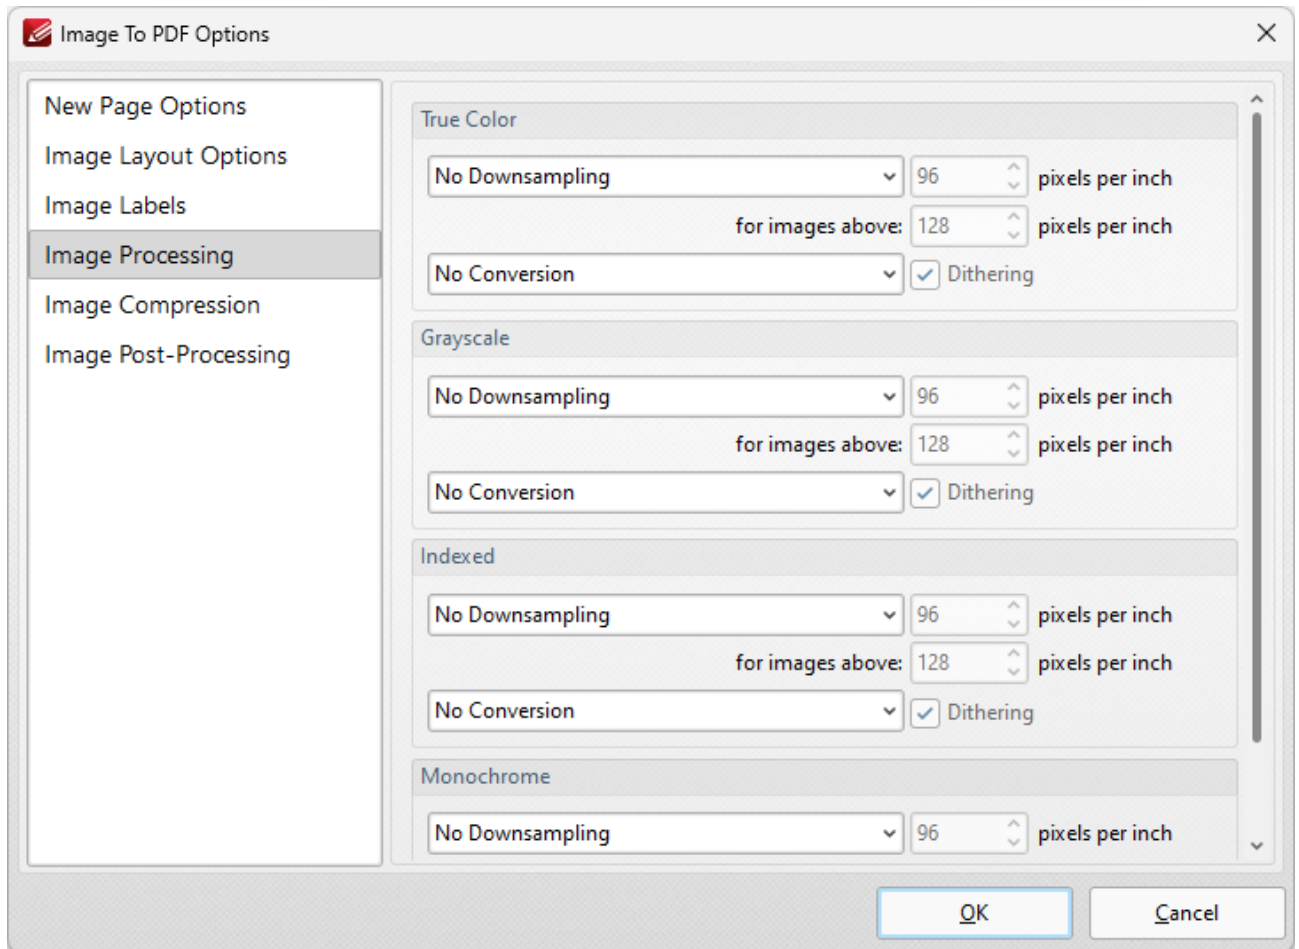 Image To PDF Options
New Page Options
Image Layout Options
Image Labels
Image Processing
Image Compression
Image Post-Processing
True Color
No Downsampling 96 pixels per inch
for images above: 128 pixels per inch
No Conversion Dithering
Grayscale
No Downsampling 96 pixels per inch
for images above: 128 pixels per inch
No Conversion Dithering
Indexed
No Downsampling 96 pixels per inch
for images above: 128 pixels per inch
No Conversion Dithering
Monochrome
No Downsampling 96 pixels per inch
OK Cancel